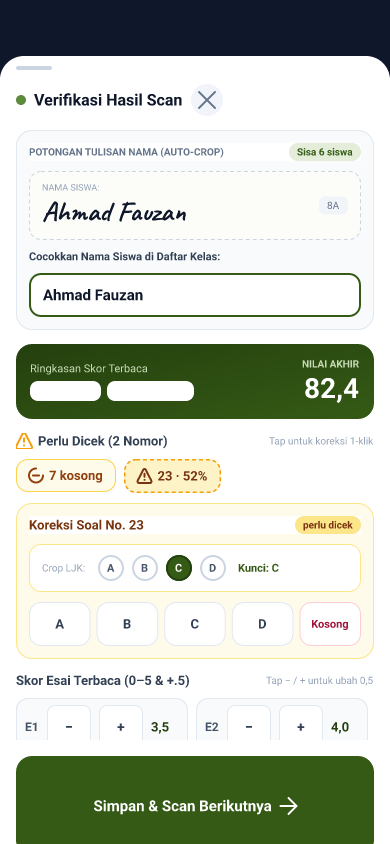 Verifikasi Hasil Scan
POTONGAN TULISAN NAMA (AUTO-CROP)
Sisa 6 siswa
NAMA SISWA:
Ahmad Fauzan
8A
Cocokkan Nama Siswa di Daftar Kelas:
Ahmad Fauzan
Ringkasan Skor Terbaca
NILAI AKHIR
82,4
Perlu Dicek (2 Nomor)
Tap untuk koreksi 1-klik
7 kosong
23 · 52%
Koreksi Soal No. 23
perlu dicek
Crop LJK: A B C D Kunci: C
A B C D Kosong
Skor Esai Terbaca (0–5 & +.5)
Tap − / + untuk ubah 0,5
E1 − + 3,5 E2 − + 4,0
Simpan & Scan Berikutnya →